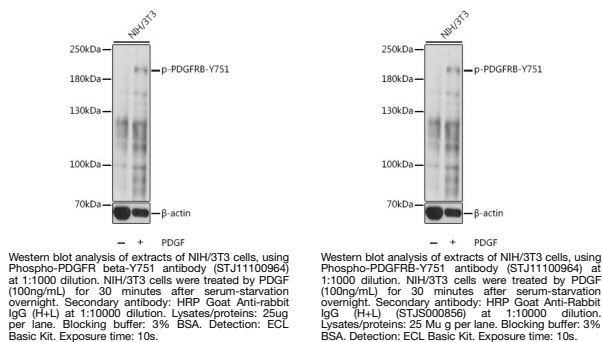 NIH/3T3
250kDa
180kDa
130kDa
100kDa
70kDa
p-PDGFRB-Y751
β-actin
– + PDGF
Western blot analysis of extracts of NIH/3T3 cells, using
Phospho-PDGFR beta-Y751 antibody (STJ11100964)
at 1:1000 dilution. NIH/3T3 cells were treated by PDGF
(100ng/mL) for 30 minutes after serum-starvation
overnight. Secondary antibody: HRP Goat Anti-rabbit
IgG (H+L) at 1:10000 dilution. Lysates/proteins: 25ug
per lane. Blocking buffer: 3% BSA. Detection: ECL
Basic Kit. Exposure time: 10s.
NIH/3T3
250kDa
180kDa
130kDa
100kDa
70kDa
p-PDGFRB-Y751
β-actin
– + PDGF
Western blot analysis of extracts of NIH/3T3 cells, using
Phospho-PDGFRB-Y751 antibody (STJ11100964) at
1:1000 dilution. NIH/3T3 cells were treated by PDGF
(100ng/mL) for 30 minutes after serum-starvation
overnight. Secondary antibody: HRP Goat Anti-Rabbit
IgG (H+L) (STJS000856) at 1:10000 dilution.
Lysates/proteins: 25 Mu g per lane. Blocking buffer: 3%
BSA. Detection: ECL Basic Kit. Exposure time: 10s.